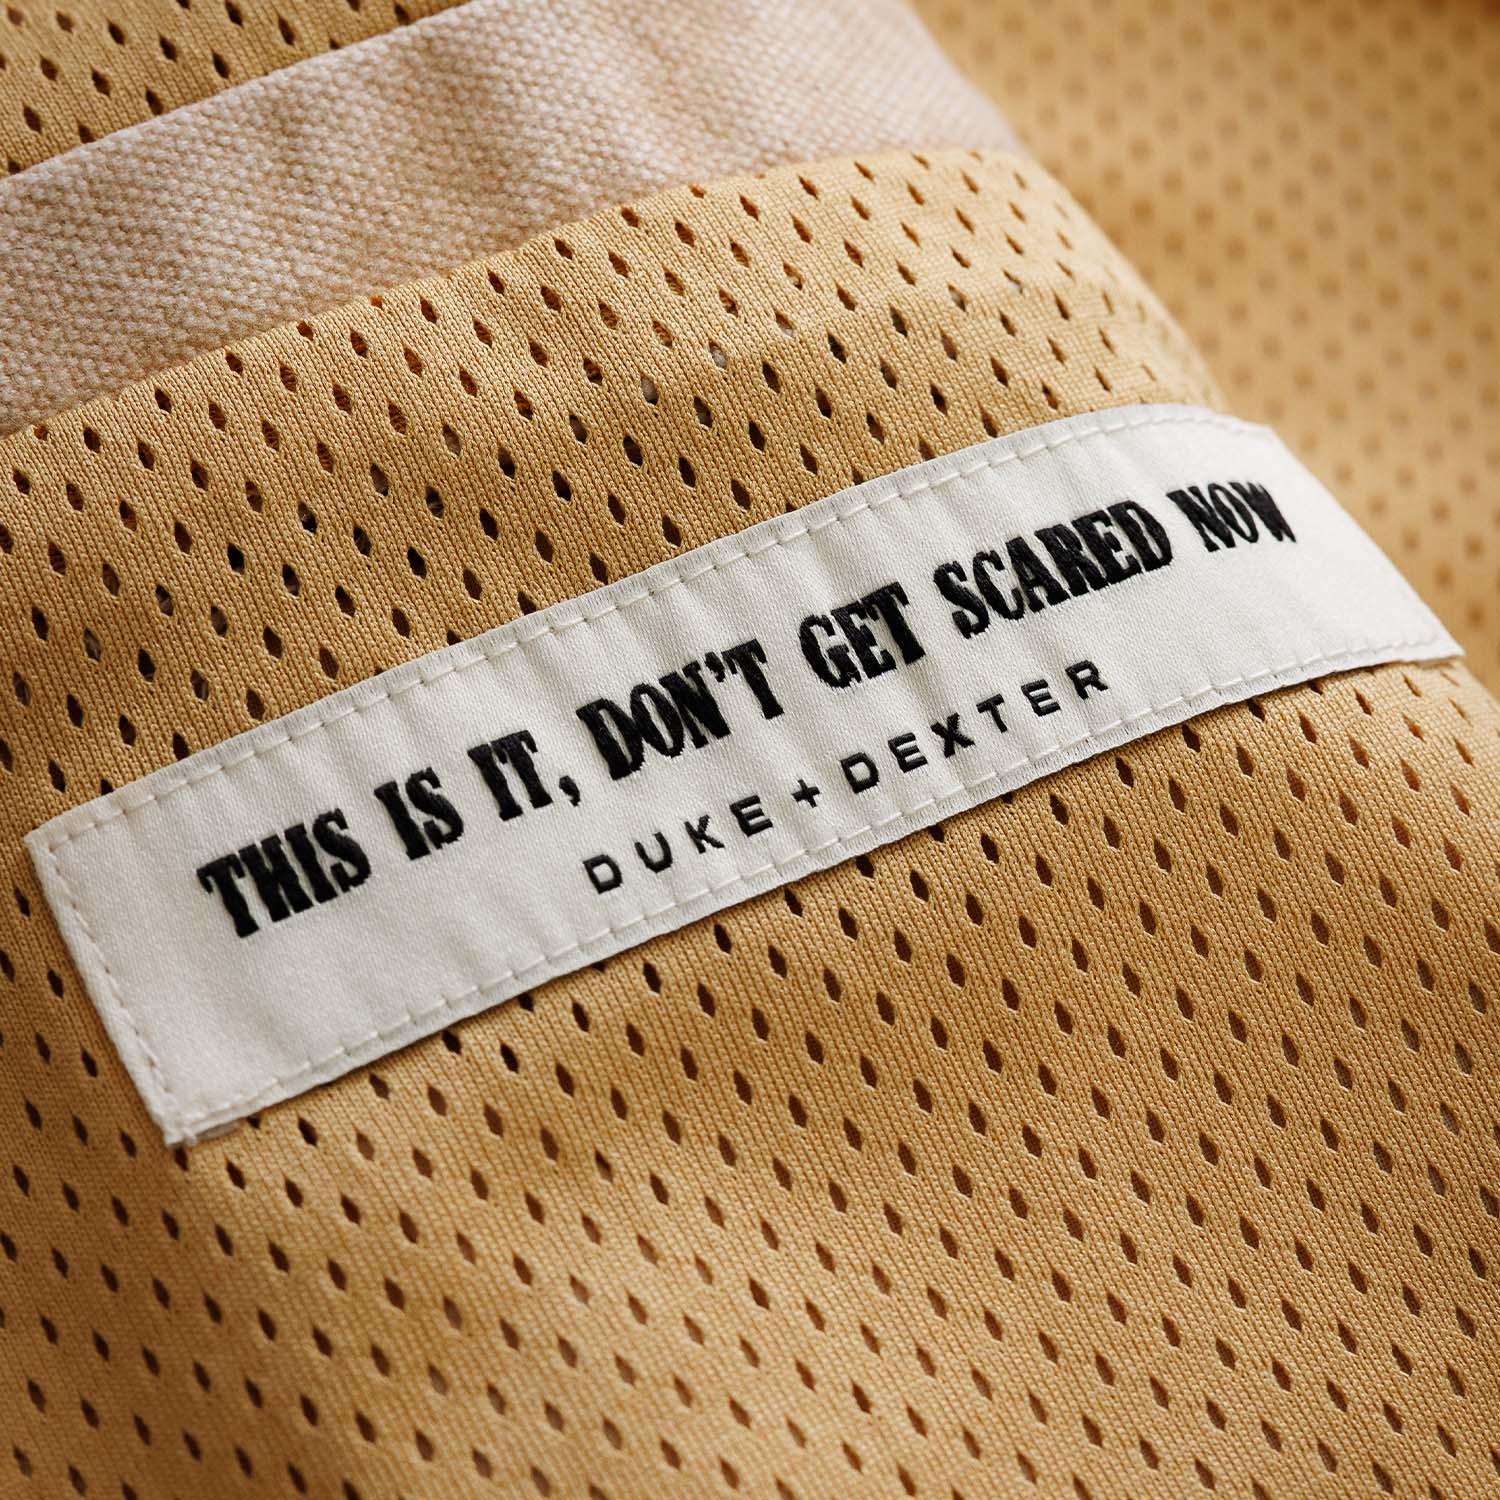 THIS IS IT, DON'T GET SCARED NOW
DUKE + DEXTER